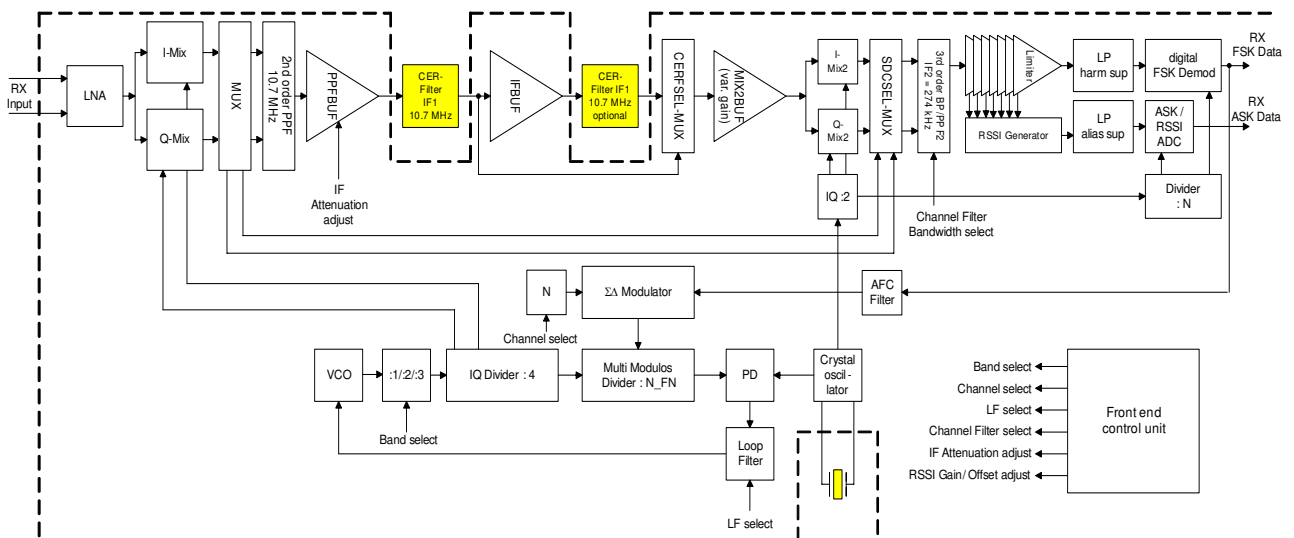 RX
Input
LNA
I-Mix
Q-Mix
MUX
2nd order PPF
10.7 MHz
PPFBUF
IF
Attenuation
adjust
CER-
Filter
IF1
10.7 MHz
IFBUF
CER-
Filter IF1
10.7 MHz
optional
CERFSEL-MUX
MIX2BUF
(var. gain)
I-
Mix2
Q-
Mix2
SDCSEL-MUX
3rd order BP/PPF2
IF2 = 274 kHz
Limiter
RSSI Generator
LP
harm sup
LP
alias sup
digital
FSK Demod
ASK /
RSSI
ADC
RX
FSK Data
RX
ASK Data
IQ :2
Channel Filter
Bandwidth select
Divider
: N
N
Channel select
ΣΔ Modulator
AFC
Filter
VCO
:1/:2/:3
Band select
IQ Divider : 4
Multi Modulos
Divider : N_FN
PD
Crystal
oscil-
lator
Loop
Filter
LF select
Band select
Channel select
LF select
Channel Filter select
IF Attenuation adjust
RSSI Gain/ Offset adjust
Front end
control unit